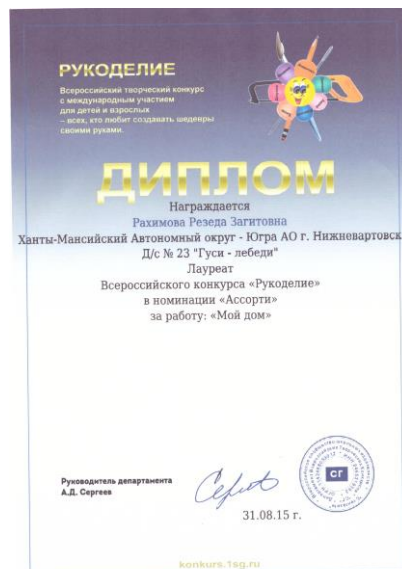 РУКОДЕЛИЕ
Всероссийский творческий конкурс
с международным участием
для детей и взрослых
– всех, кто любит создавать шедевры
своими руками.
ДИПЛОМ
Награждается
Рахимова Резеда Загитовна
Ханты-Мансийский Автономный округ - Югра АО г. Нижневартовск
Д/с № 23 "Гуси - лебеди"
Лауреат
Всероссийского конкурса «Рукоделие»
в номинации «Ассорти»
за работу: «Мой дом»
Руководитель департамента
А.Д. Сергеев
СГ
31.08.15 г.
konkurs.1sg.ru